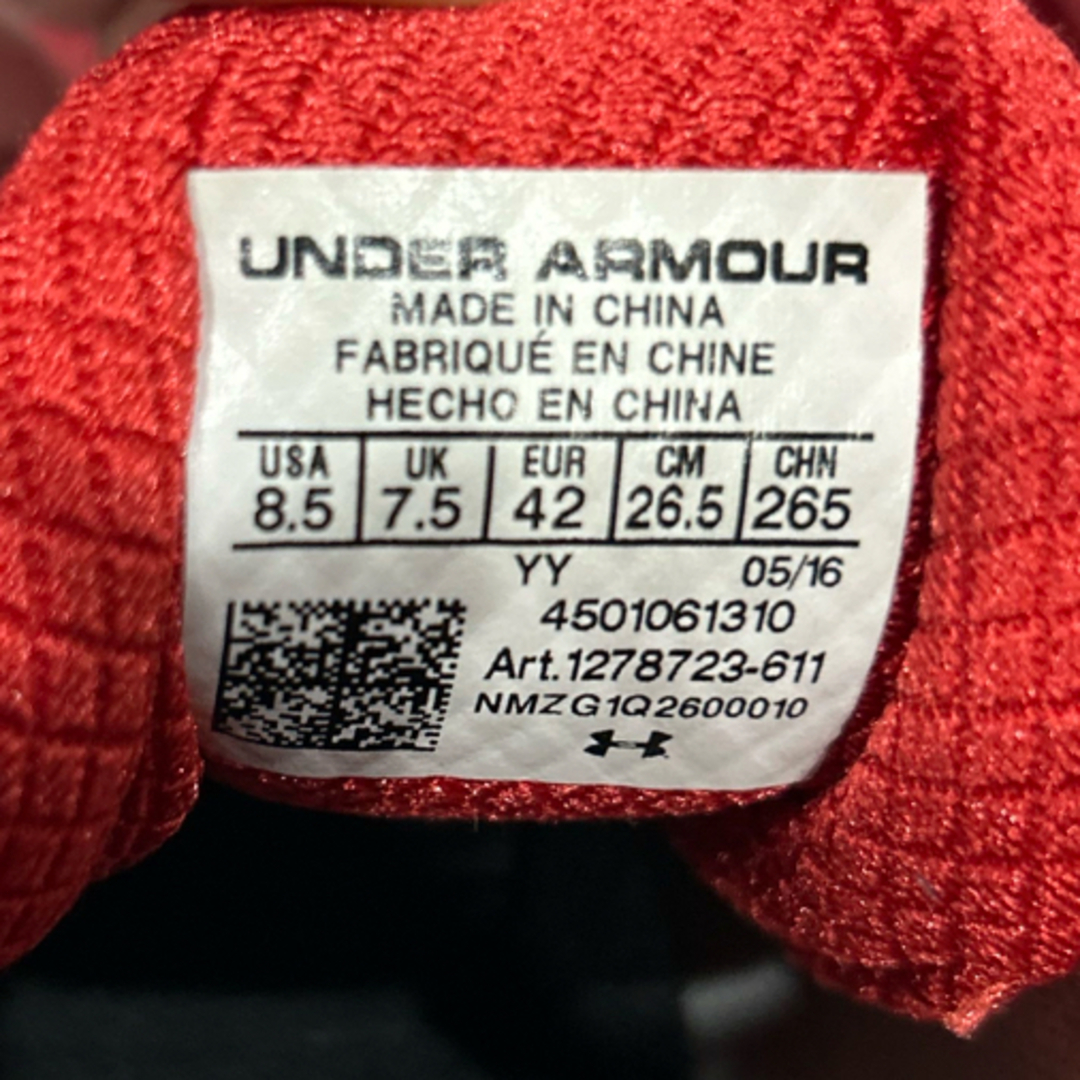 UNDER ARMOUR
MADE IN CHINA
FABRIQUÉ EN CHINE
HECHO EN CHINA
USA UK EUR CM CHN
8.5 7.5 42 26.5 265
YY 05/16
4501061310
Art.1278723-611
NMZG1Q2600010